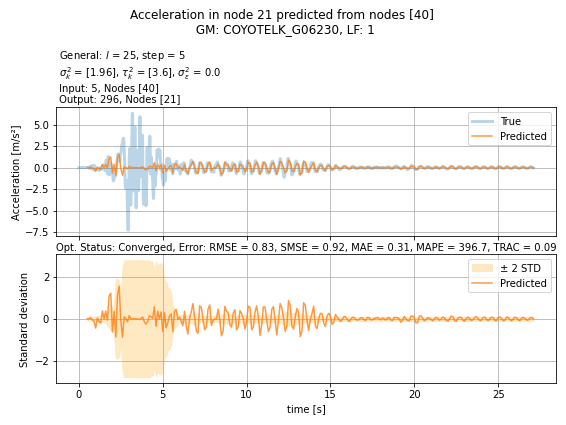 Acceleration in node 21 predicted from nodes [40]
GM: COYOTELK_G06230, LF: 1
General: l = 25, step = 5
σ²ₖ = [1.96], τ²ₖ = [3.6], σ²ε = 0.0
Input: 5, Nodes [40]
Output: 296, Nodes [21]
Acceleration [m/s²]
5.0
2.5
0.0
−2.5
−5.0
−7.5
True
Predicted
Opt. Status: Converged, Error: RMSE = 0.83, SMSE = 0.92, MAE = 0.31, MAPE = 396.7, TRAC = 0.09
Standard deviation
2
0
−2
± 2 STD
Predicted
0 5 10 15 20 25
time [s]